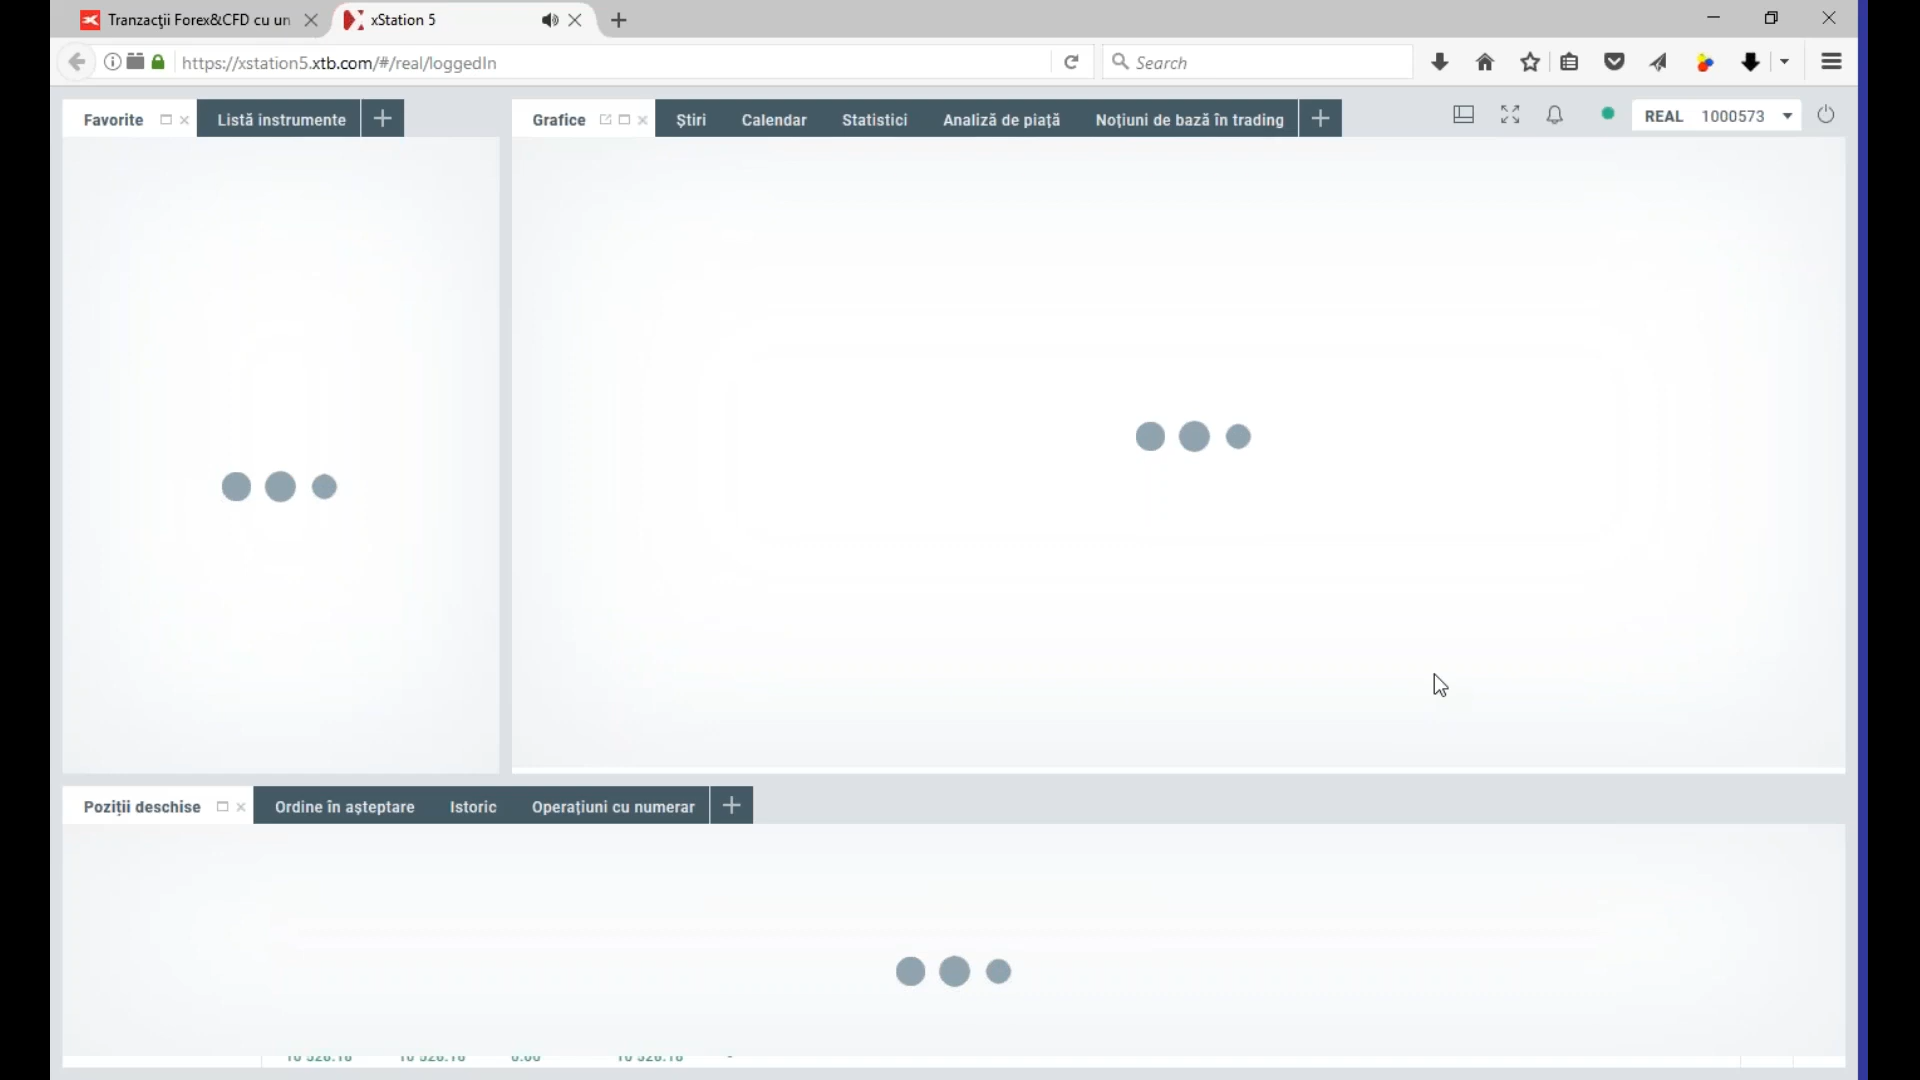 Tranzacții Forex&CFD cu un
xStation 5
https://xstation5.xtb.com/#/real/loggedIn
Search
Favorite
Listă instrumente
Grafice
Știri
Calendar
Statistici
Analiză de piață
Noțiuni de bază în trading
REAL 1000573
Poziții deschise
Ordine în așteptare
Istoric
Operațiuni cu numerar